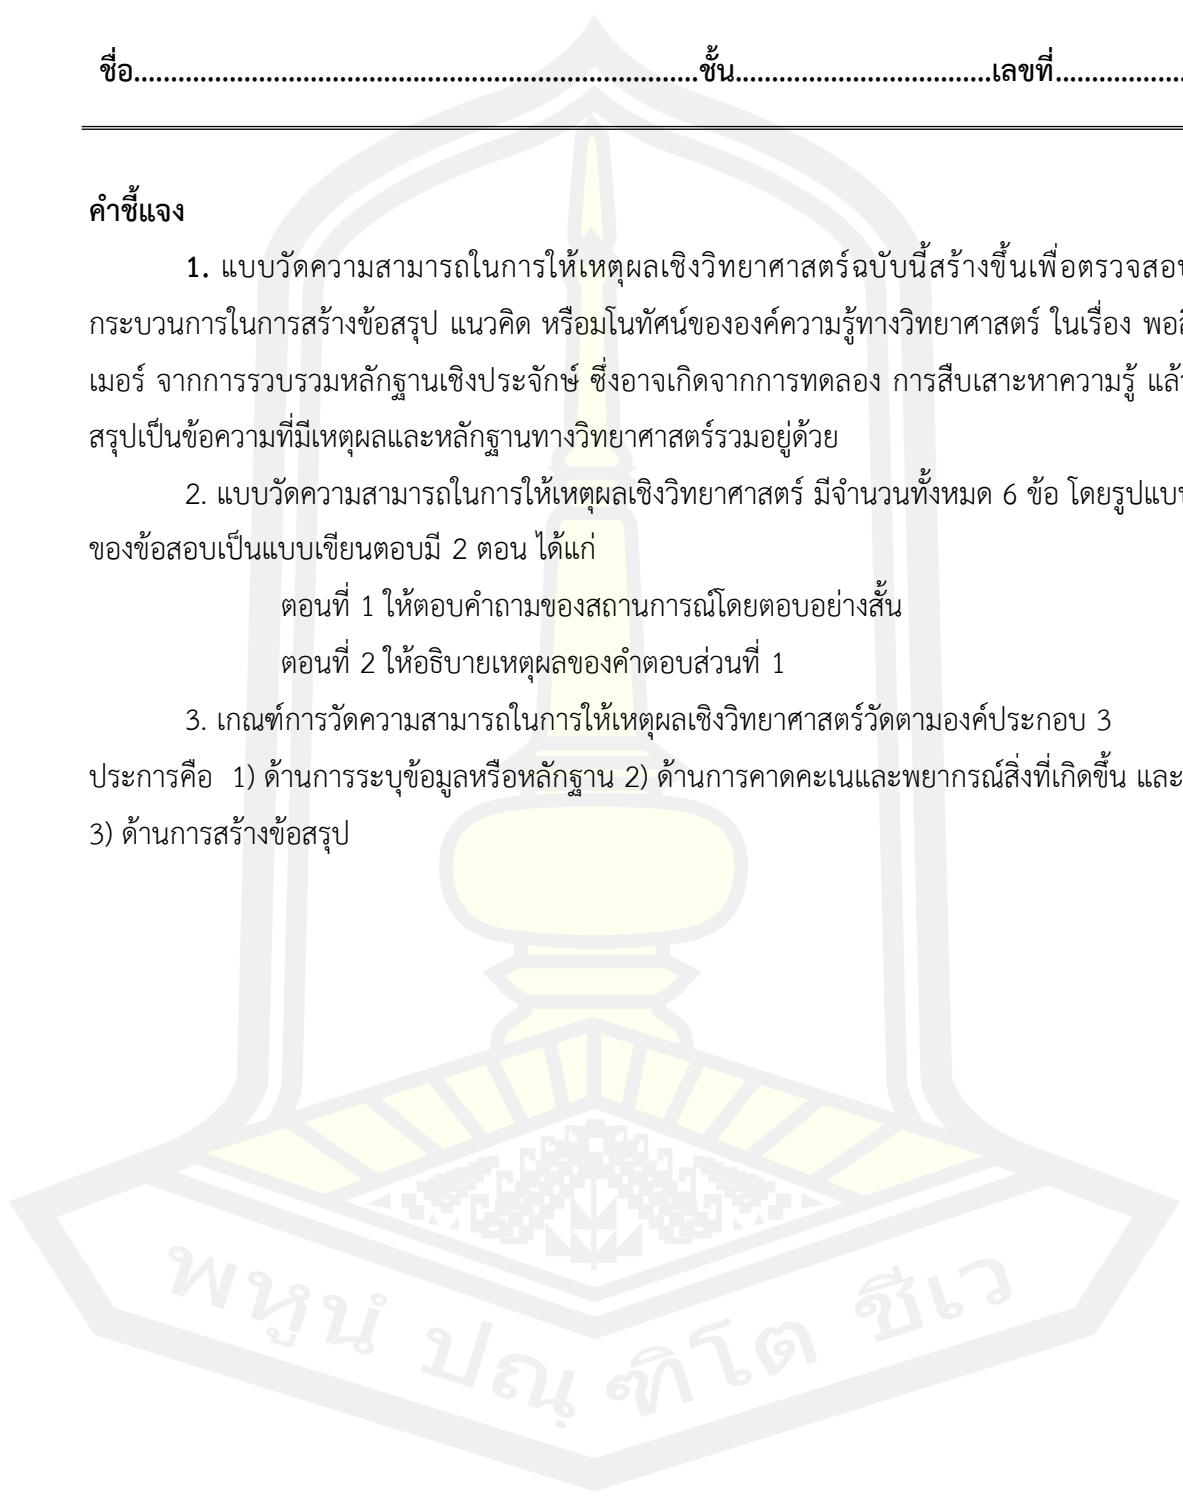 ชื่อ..............................................................................ชั้น...................................เลขที่..................
คำชี้แจง
1. แบบวัดความสามารถในการให้เหตุผลเชิงวิทยาศาสตร์ฉบับนี้สร้างขึ้นเพื่อตรวจสอบ
กระบวนการในการสร้างข้อสรุป แนวคิด หรือมโนทัศน์ขององค์ความรู้ทางวิทยาศาสตร์ ในเรื่อง พอลิ
เมอร์ จากการรวบรวมหลักฐานเชิงประจักษ์ ซึ่งอาจเกิดจากการทดลอง การสืบเสาะหาความรู้ แล้ว
สรุปเป็นข้อความที่มีเหตุผลและหลักฐานทางวิทยาศาสตร์รวมอยู่ด้วย
2. แบบวัดความสามารถในการให้เหตุผลเชิงวิทยาศาสตร์ มีจำนวนทั้งหมด 6 ข้อ โดยรูปแบบ
ของข้อสอบเป็นแบบเขียนตอบมี 2 ตอน ได้แก่
ตอนที่ 1 ให้ตอบคำถามของสถานการณ์โดยตอบอย่างสั้น
ตอนที่ 2 ให้อธิบายเหตุผลของคำตอบส่วนที่ 1
3. เกณฑ์การวัดความสามารถในการให้เหตุผลเชิงวิทยาศาสตร์วัดตามองค์ประกอบ 3
ประการคือ 1) ด้านการระบุข้อมูลหรือหลักฐาน 2) ด้านการคาดคะเนและพยากรณ์สิ่งที่เกิดขึ้น และ
3) ด้านการสร้างข้อสรุป
พหูนํ ปณฺ ฑิโต ชีเว